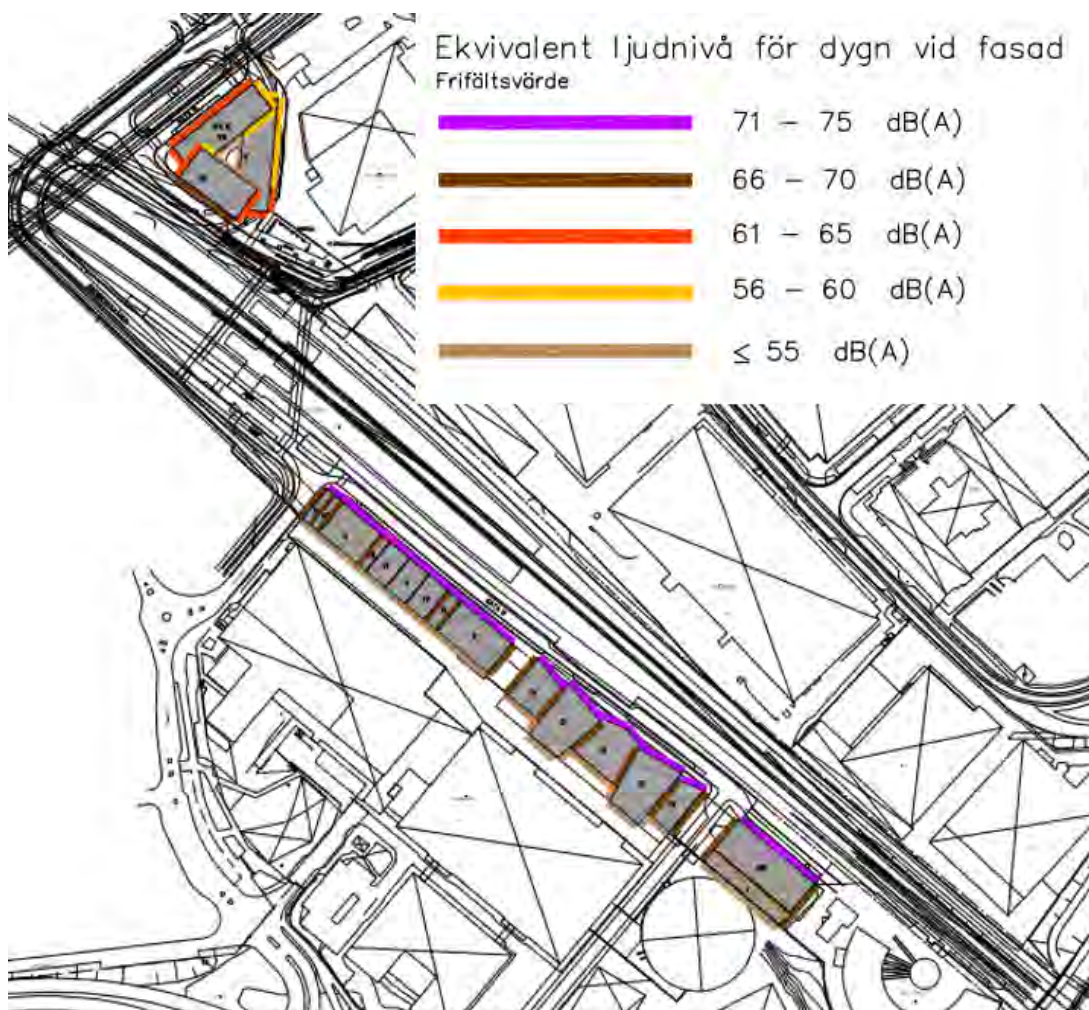 Ekvivalent ljudnivå för dygn vid fasad
Frifältsvärde
71 – 75 dB(A)
66 – 70 dB(A)
61 – 65 dB(A)
56 – 60 dB(A)
≤ 55 dB(A)